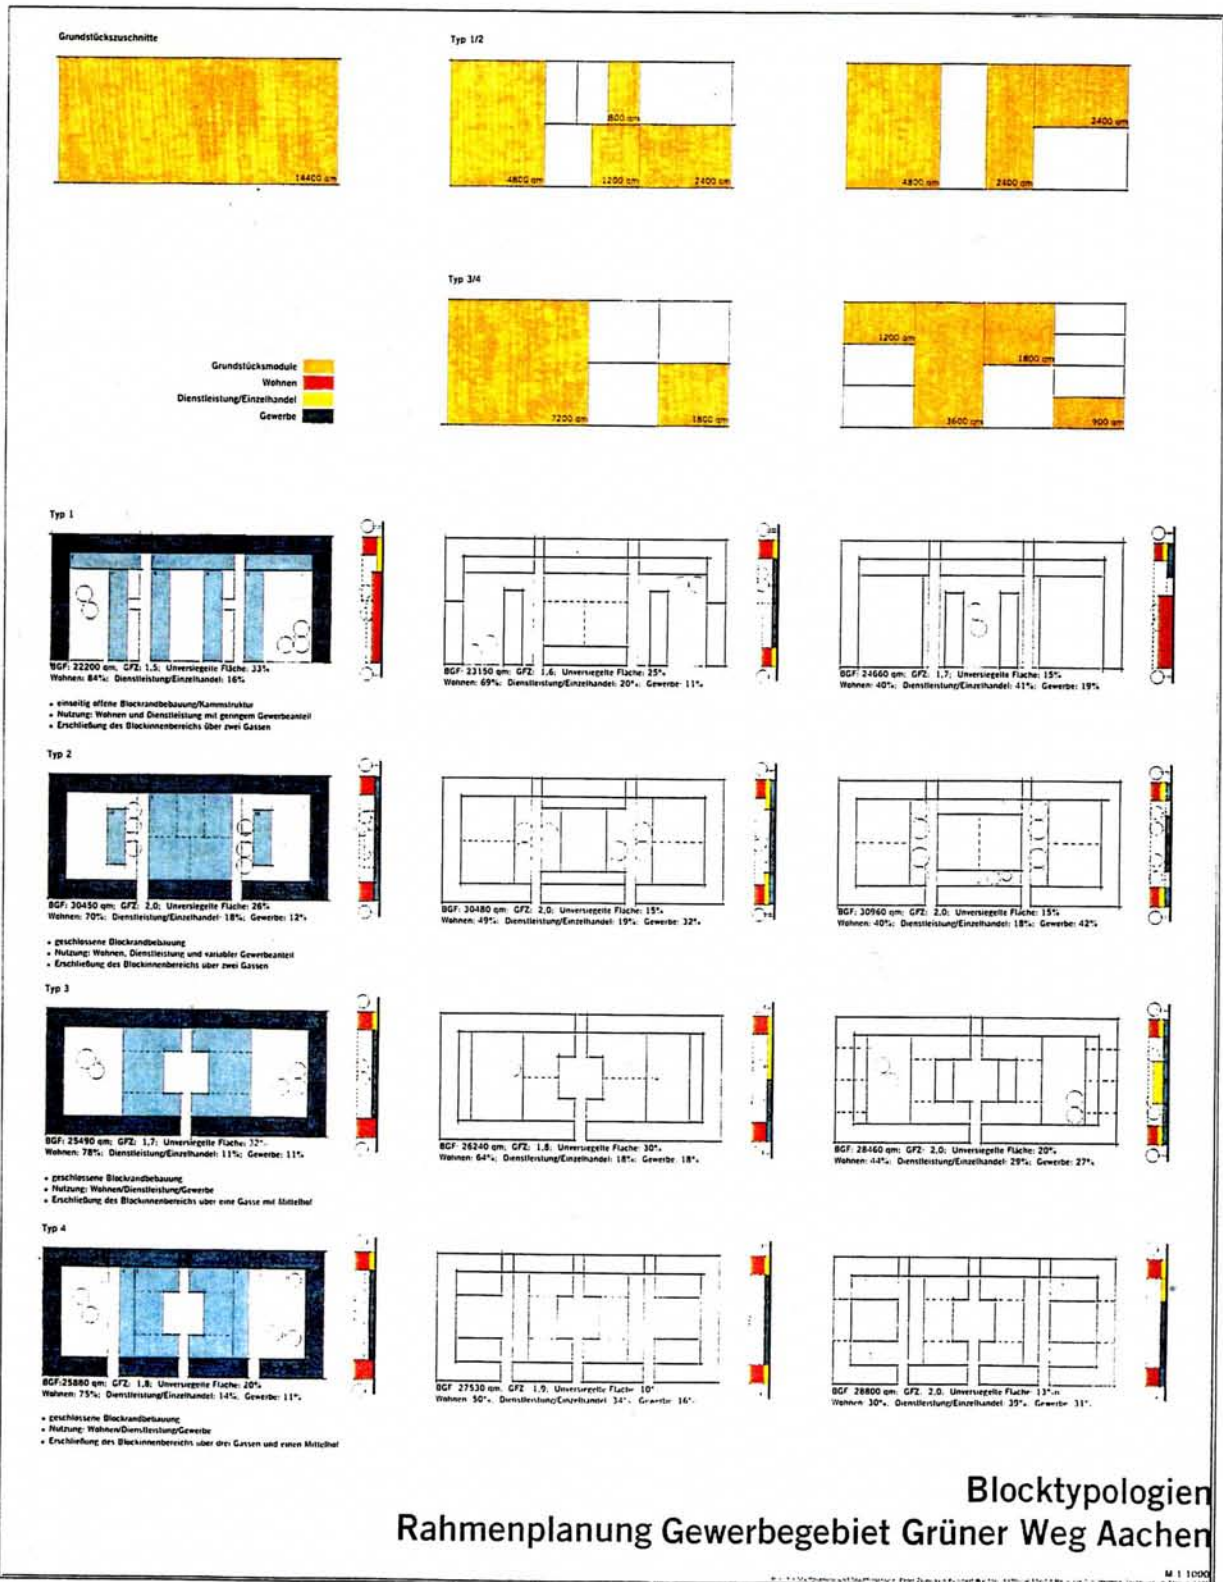 Grundstückszuschnitte
14400 qm
Typ 1/2
800 qm
4800 qm
1200 qm
2400 qm
2400 qm
4800 qm
2400 qm
Typ 3/4
7200 qm
1800 qm
1200 qm
1800 qm
3600 qm
900 qm
Grundstücksmodule
Wohnen
Dienstleistung/Einzelhandel
Gewerbe
Typ 1
BGF: 22200 qm; GFZ: 1,5; Unversiegelte Fläche: 33%
Wohnen: 84%; Dienstleistung/Einzelhandel: 16%
BGF: 23150 qm; GFZ: 1,6; Unversiegelte Fläche: 25%
Wohnen: 69%; Dienstleistung/Einzelhandel: 20%; Gewerbe: 11%
BGF: 24660 qm; GFZ: 1,7; Unversiegelte Fläche: 15%
Wohnen: 40%; Dienstleistung/Einzelhandel: 41%; Gewerbe: 19%
• einseitig offene Blockrandbebauung/Kammstruktur
• Nutzung: Wohnen und Dienstleistung mit geringem Gewerbeanteil
• Erschließung des Blockinnenbereichs über zwei Gassen
Typ 2
BGF: 30450 qm; GFZ: 2,0; Unversiegelte Fläche: 26%
Wohnen: 70%; Dienstleistung/Einzelhandel: 18%; Gewerbe: 12%
BGF: 30480 qm; GFZ: 2,0; Unversiegelte Fläche: 15%
Wohnen: 49%; Dienstleistung/Einzelhandel: 19%; Gewerbe: 32%
BGF: 30960 qm; GFZ: 2,0; Unversiegelte Fläche: 15%
Wohnen: 40%; Dienstleistung/Einzelhandel: 18%; Gewerbe: 42%
• geschlossene Blockrandbebauung
• Nutzung: Wohnen, Dienstleistung und variabler Gewerbeanteil
• Erschließung des Blockinnenbereichs über zwei Gassen
Typ 3
BGF: 25490 qm; GFZ: 1,7; Unversiegelte Fläche: 32%
Wohnen: 78%; Dienstleistung/Einzelhandel: 11%; Gewerbe: 11%
BGF: 26240 qm; GFZ: 1,8; Unversiegelte Fläche: 30%
Wohnen: 64%; Dienstleistung/Einzelhandel: 18%; Gewerbe: 18%
BGF: 28460 qm; GFZ: 2,0; Unversiegelte Fläche: 20%
Wohnen: 44%; Dienstleistung/Einzelhandel: 29%; Gewerbe: 27%
• geschlossene Blockrandbebauung
• Nutzung: Wohnen/Dienstleistung/Gewerbe
• Erschließung des Blockinnenbereichs über eine Gasse mit Mittelhof
Typ 4
BGF: 25880 qm; GFZ: 1,8; Unversiegelte Fläche: 20%
Wohnen: 75%; Dienstleistung/Einzelhandel: 14%; Gewerbe: 11%
BGF: 27530 qm; GFZ: 1,9; Unversiegelte Fläche: 10%
Wohnen: 50%; Dienstleistung/Einzelhandel: 34%; Gewerbe: 16%
BGF: 28800 qm; GFZ: 2,0; Unversiegelte Fläche: 13%
Wohnen: 30%; Dienstleistung/Einzelhandel: 39%; Gewerbe: 31%
• geschlossene Blockrandbebauung
• Nutzung: Wohnen/Dienstleistung/Gewerbe
• Erschließung des Blockinnenbereichs über drei Gassen und einen Mittelhof
Blocktypologien
Rahmenplanung Gewerbegebiet Grüner Weg Aachen
M 1 1000